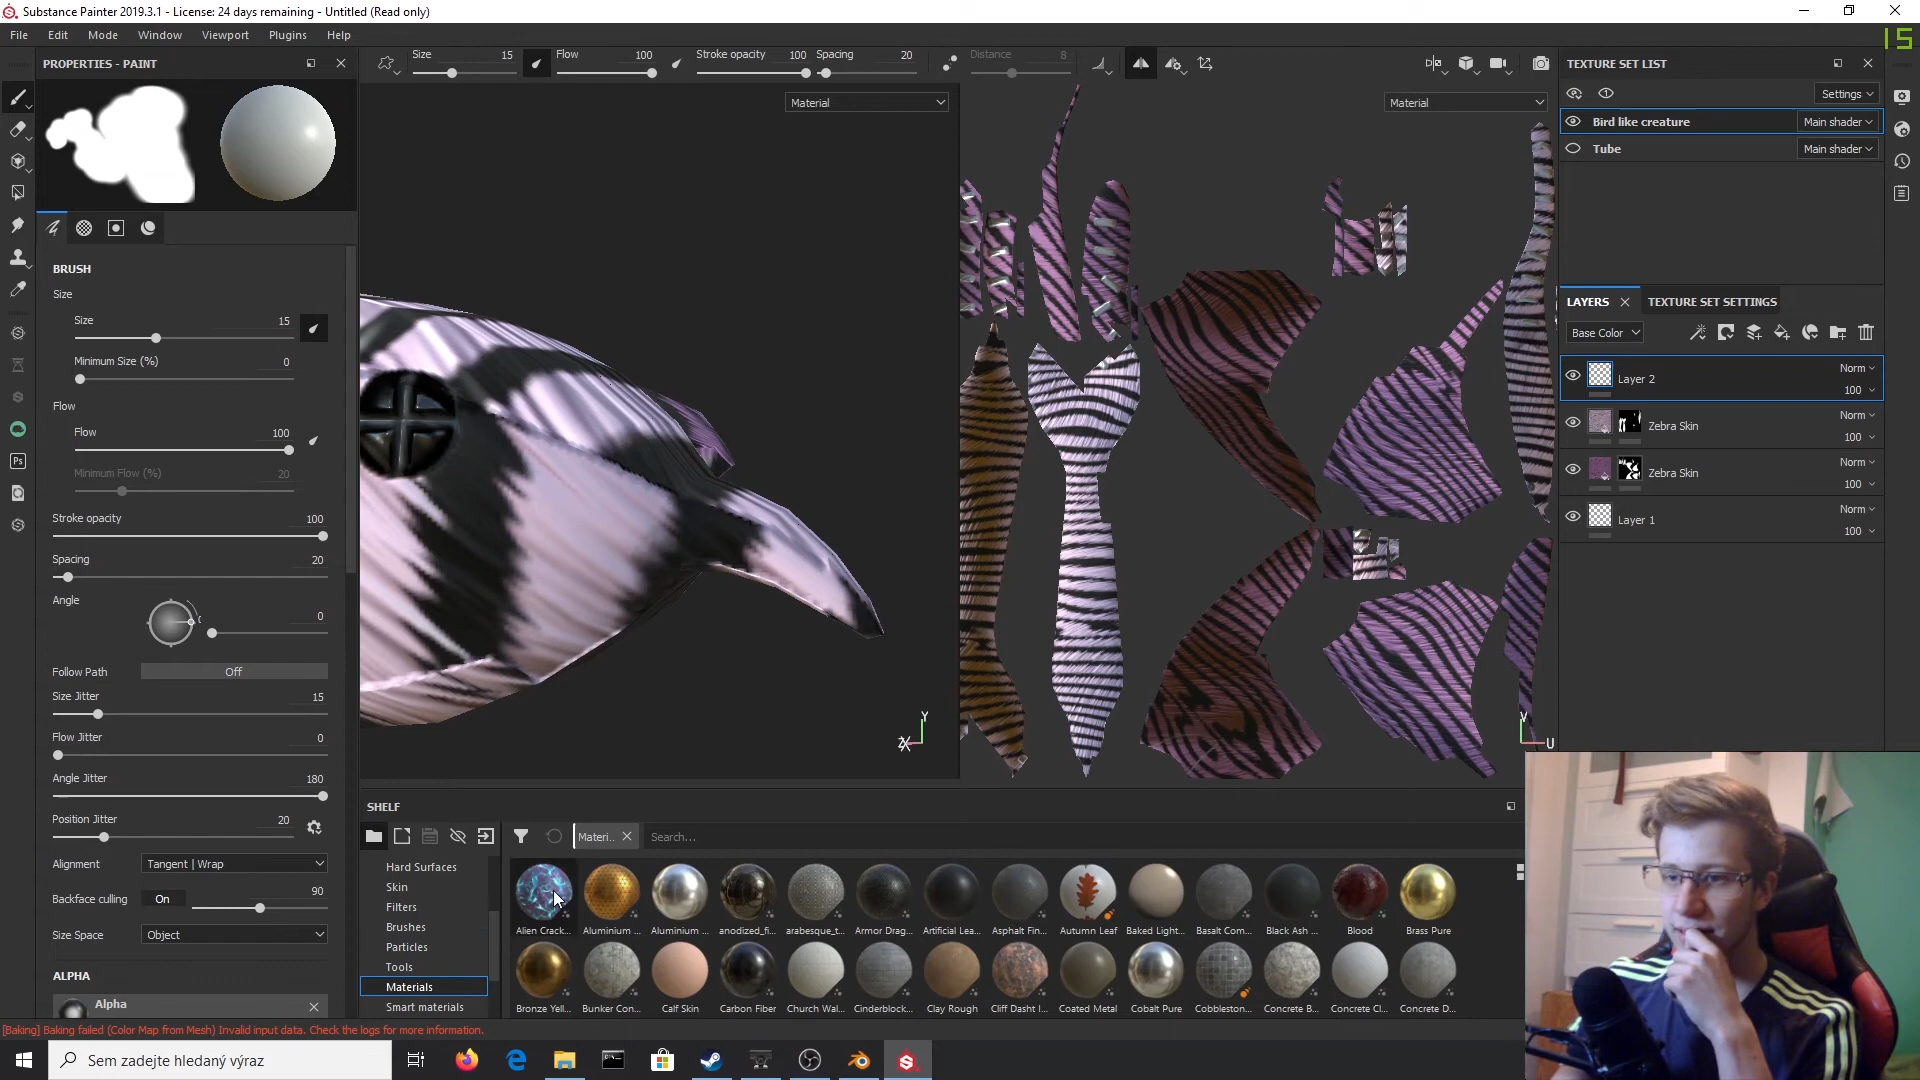 Substance Painter 2019.3.1 - License: 24 days remaining - Untitled (Read only)
File Edit Mode Window Viewport Plugins Help
15
PROPERTIES - PAINT
Size 15 Flow 100 Stroke opacity 100 Spacing 20 Distance 8
TEXTURE SET LIST
Settings
Material
Material
Bird like creature Main shader
Tube Main shader
BRUSH
Size
Size 15
Minimum Size (%) 0
Flow
Flow 100
Minimum Flow (%) 20
Stroke opacity 100
Spacing 20
Angle 0
Follow Path Off
Size Jitter 15
Flow Jitter 0
Angle Jitter 180
Position Jitter 20
Alignment Tangent | Wrap
Backface culling On 90
Size Space Object
ALPHA
Alpha
Y
V
U
LAYERS TEXTURE SET SETTINGS
Base Color
Layer 2 Norm 100
Zebra Skin Norm 100
Zebra Skin Norm 100
Layer 1 Norm 100
SHELF
Materi.. Search...
Hard Surfaces
Skin
Filters
Brushes
Particles
Tools
Materials
Smart materials
Alien Crack... Aluminium ... Aluminium ... anodized_fi... arabesque_t... Armor Drag... Artificial Lea... Asphalt Fin... Autumn Leaf Baked Light... Basalt Com... Black Ash ... Blood Brass Pure
Bronze Yell... Bunker Con... Calf Skin Carbon Fiber Church Wal... Cinderblock... Clay Rough Cliff Dasht I... Coated Metal Cobalt Pure Cobbleston... Concrete B... Concrete Cl... Concrete D...
[Baking] Baking failed (Color Map from Mesh) Invalid input data. Check the logs for more information.
Sem zadejte hledaný výraz
Ps